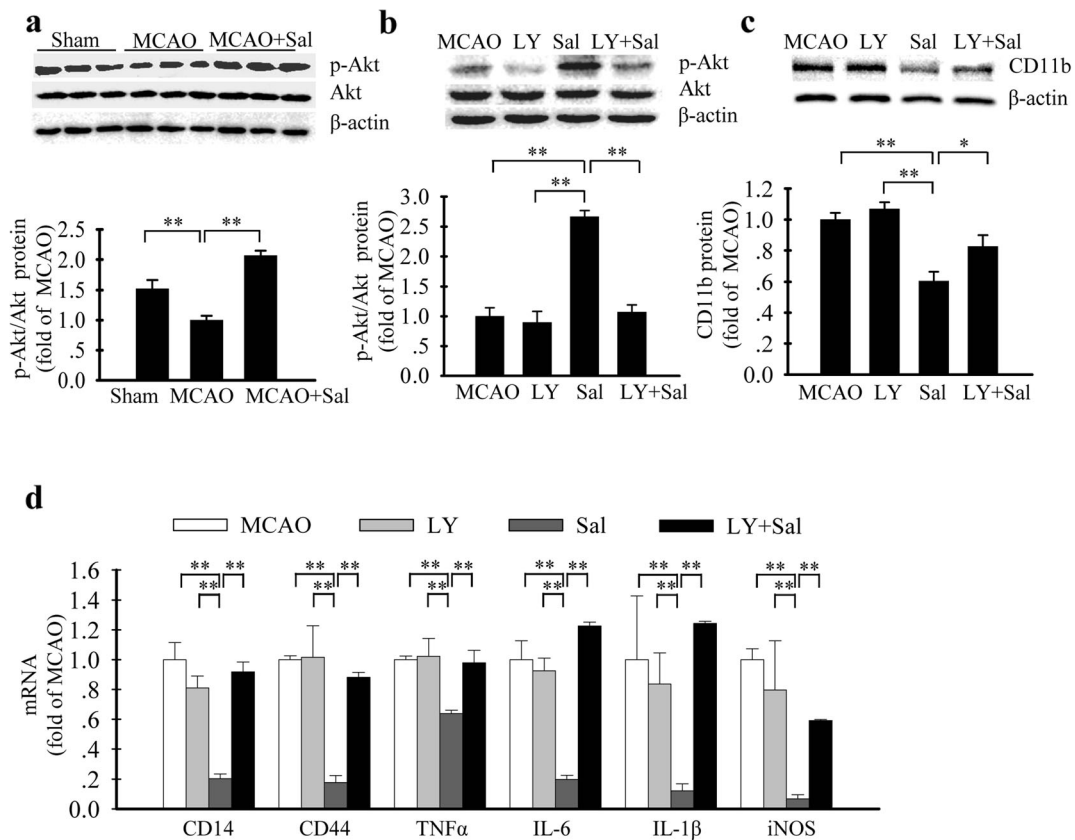 a
Sham MCAO MCAO+Sal
p-Akt
Akt
β-actin
** **
p-Akt/Akt protein
(fold of MCAO)
2.5
2.0
1.5
1.0
0.5
0.0
Sham MCAO MCAO+Sal
b
MCAO LY Sal LY+Sal
p-Akt
Akt
β-actin
** **
**
p-Akt/Akt protein
(fold of MCAO)
3.0
2.5
2.0
1.5
1.0
0.5
0.0
MCAO LY Sal LY+Sal
c
MCAO LY Sal LY+Sal
CD11b
β-actin
** *
**
CD11b protein
(fold of MCAO)
1.2
1.0
.8
.6
.4
.2
0.0
MCAO LY Sal LY+Sal
d
MCAO LY Sal LY+Sal
** ** ** ** ** ** ** ** ** ** ** **
** ** ** ** ** **
mRNA
(fold of MCAO)
1.6
1.4
1.2
1.0
.8
.6
.4
.2
0.0
CD14 CD44 TNFα IL-6 IL-1β iNOS